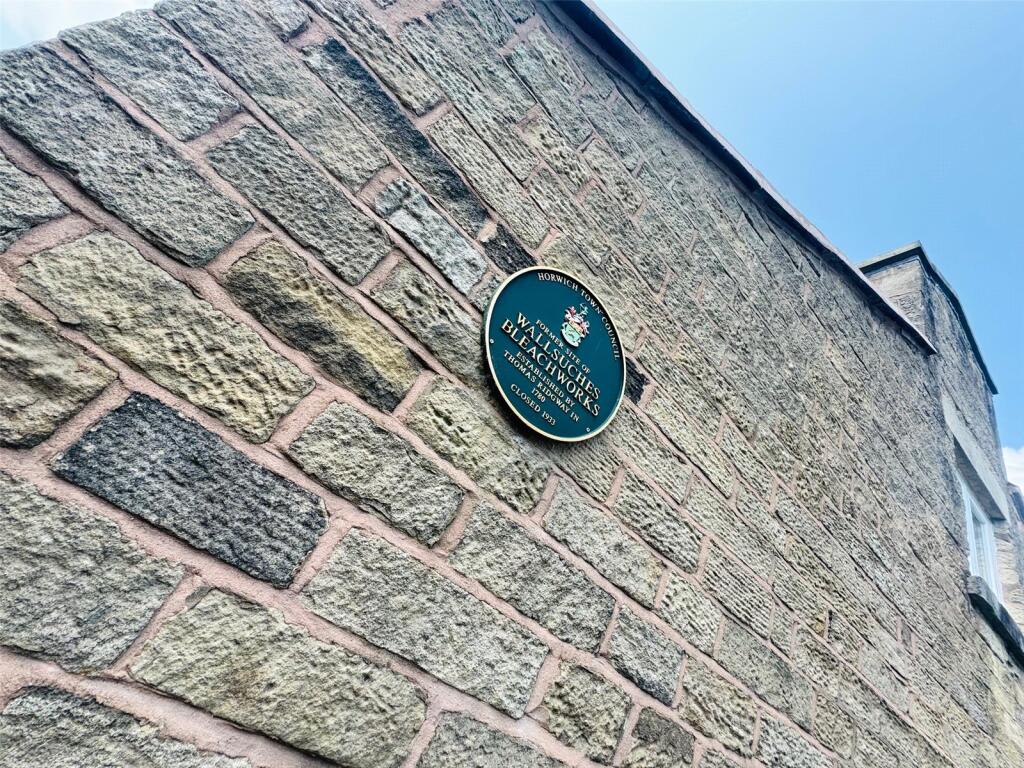 HORWICH TOWN COUNCIL
FORMER SITE OF
WALLSUCHES
BLEACHWORKS
ESTABLISHED BY
THOMAS RIDGWAY IN
1780
CLOSED 1933